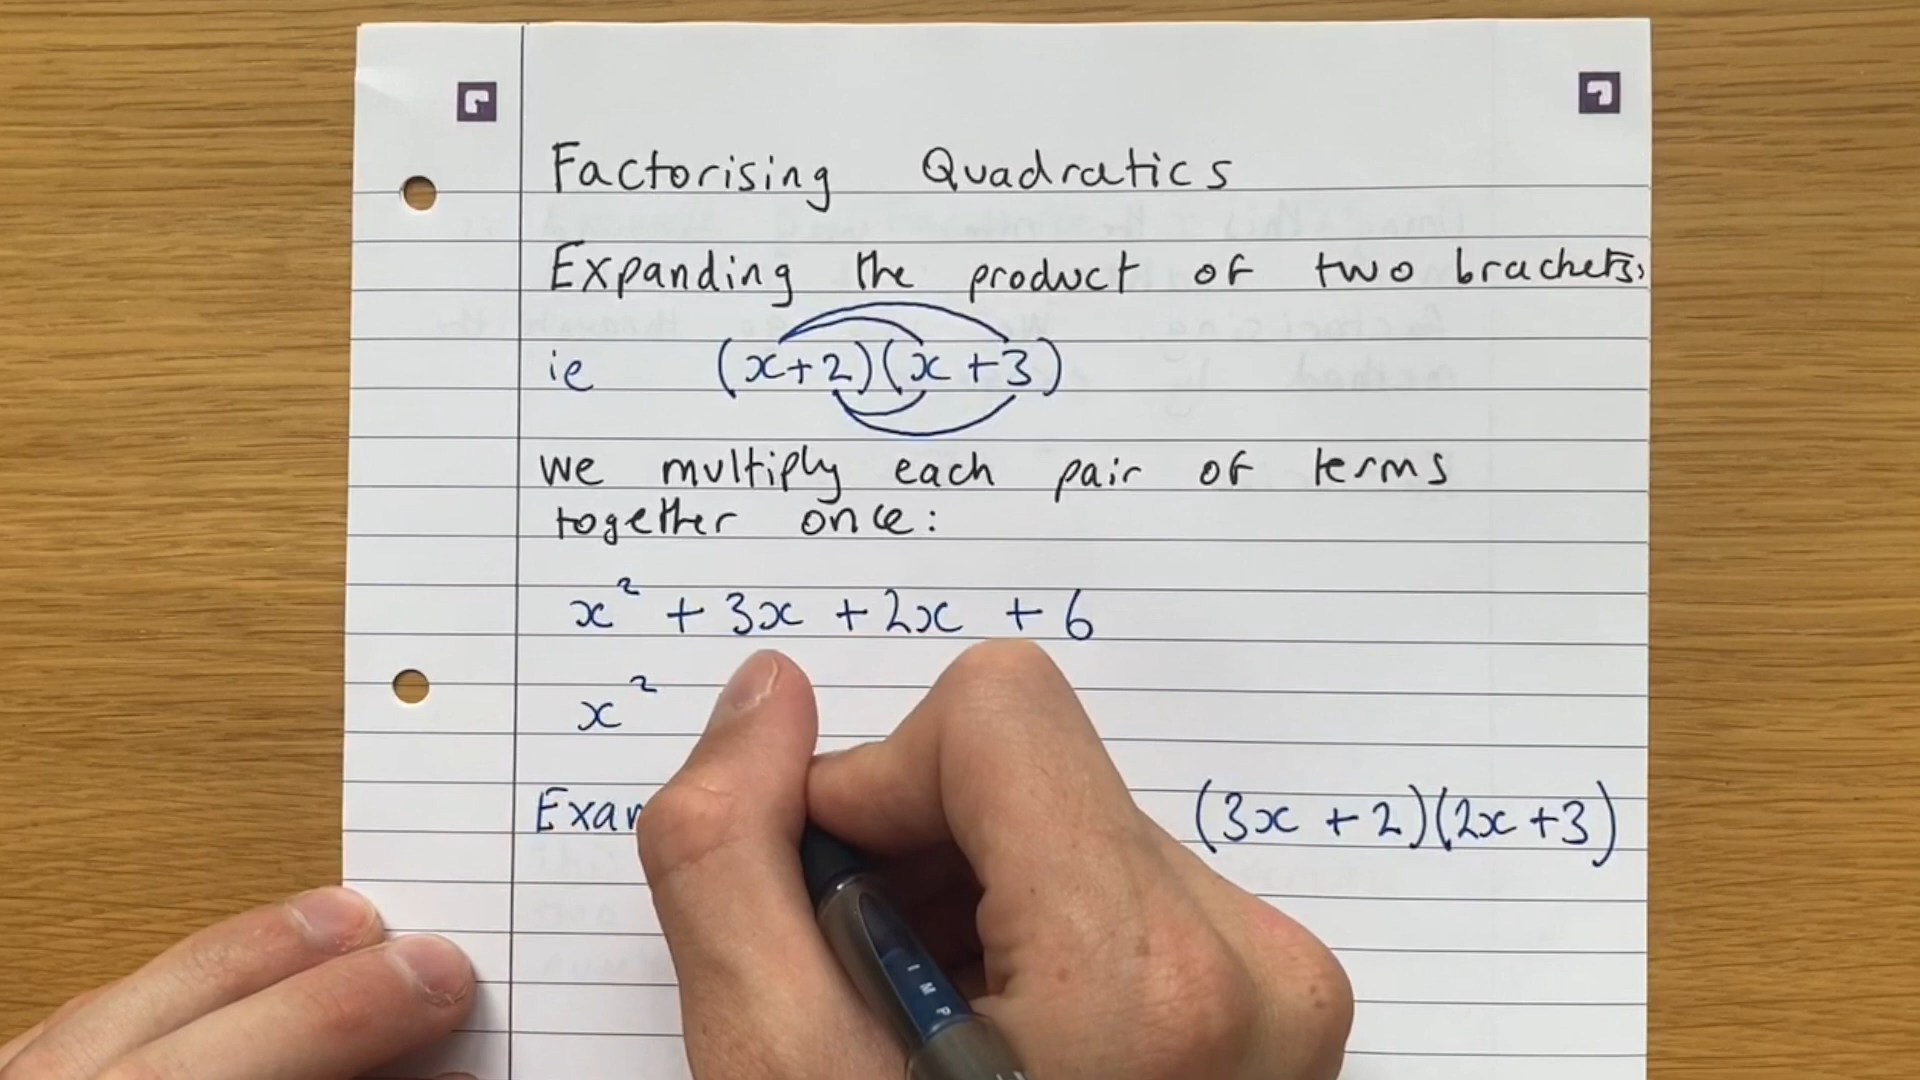 Factorising Quadratics
Expanding the product of two brackets,
ie (x+2)(x+3)
we multiply each pair of terms
together once:
x² + 3x + 2x + 6
x²
(3x + 2)(2x+3)
IMP